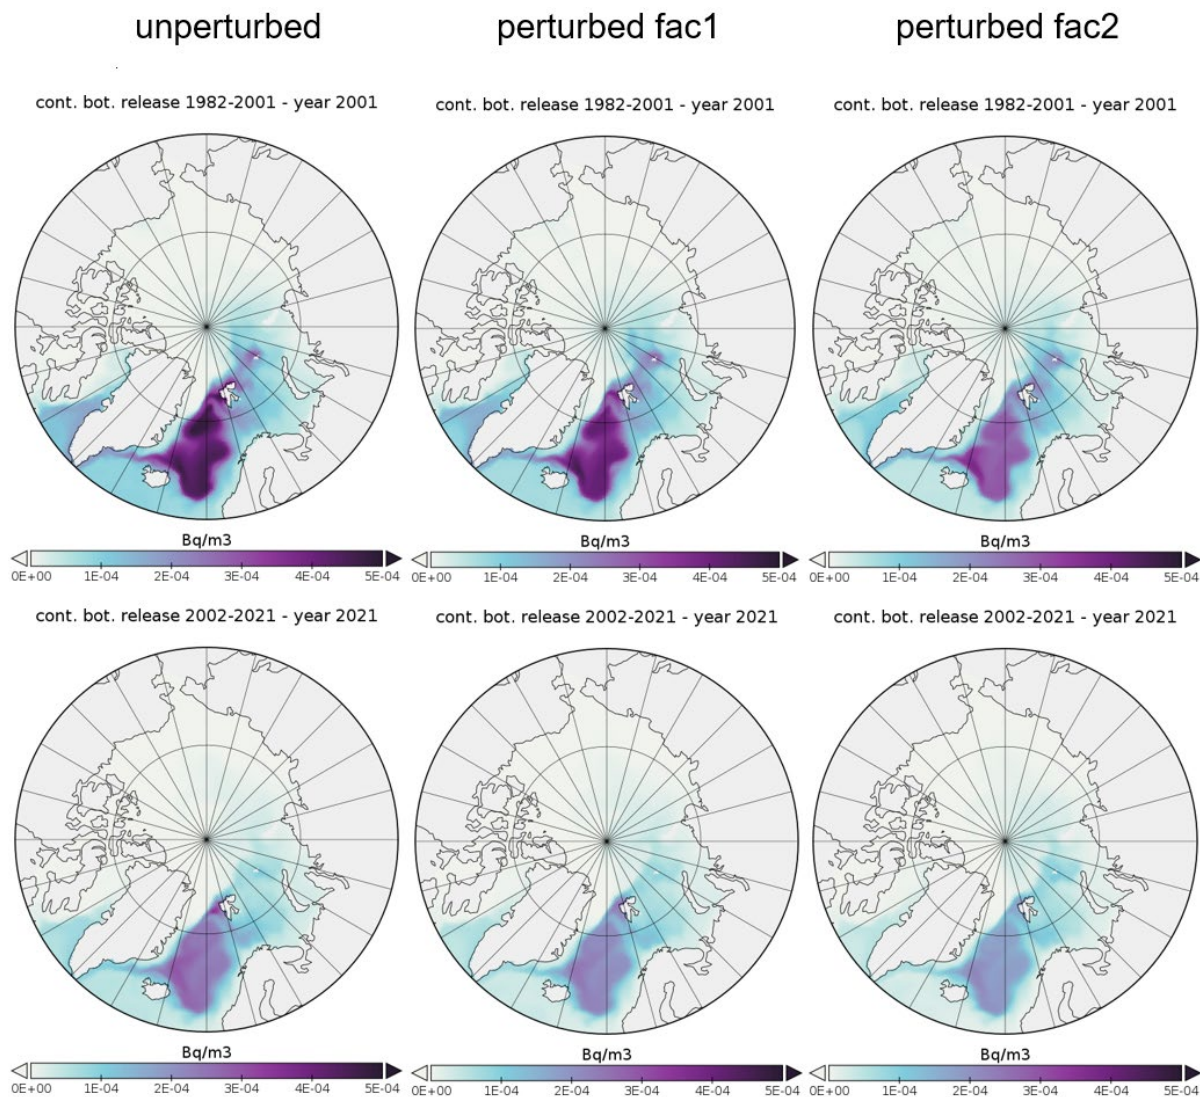 unperturbed perturbed fac1 perturbed fac2
cont. bot. release 1982-2001 - year 2001 cont. bot. release 1982-2001 - year 2001 cont. bot. release 1982-2001 - year 2001
Bq/m3 Bq/m3 Bq/m3
0E+00 1E-04 2E-04 3E-04 4E-04 5E-04 0E+00 1E-04 2E-04 3E-04 4E-04 5E-04 0E+00 1E-04 2E-04 3E-04 4E-04 5E-04
cont. bot. release 2002-2021 - year 2021 cont. bot. release 2002-2021 - year 2021 cont. bot. release 2002-2021 - year 2021
Bq/m3 Bq/m3 Bq/m3
0E+00 1E-04 2E-04 3E-04 4E-04 5E-04 0E+00 1E-04 2E-04 3E-04 4E-04 5E-04 0E+00 1E-04 2E-04 3E-04 4E-04 5E-04